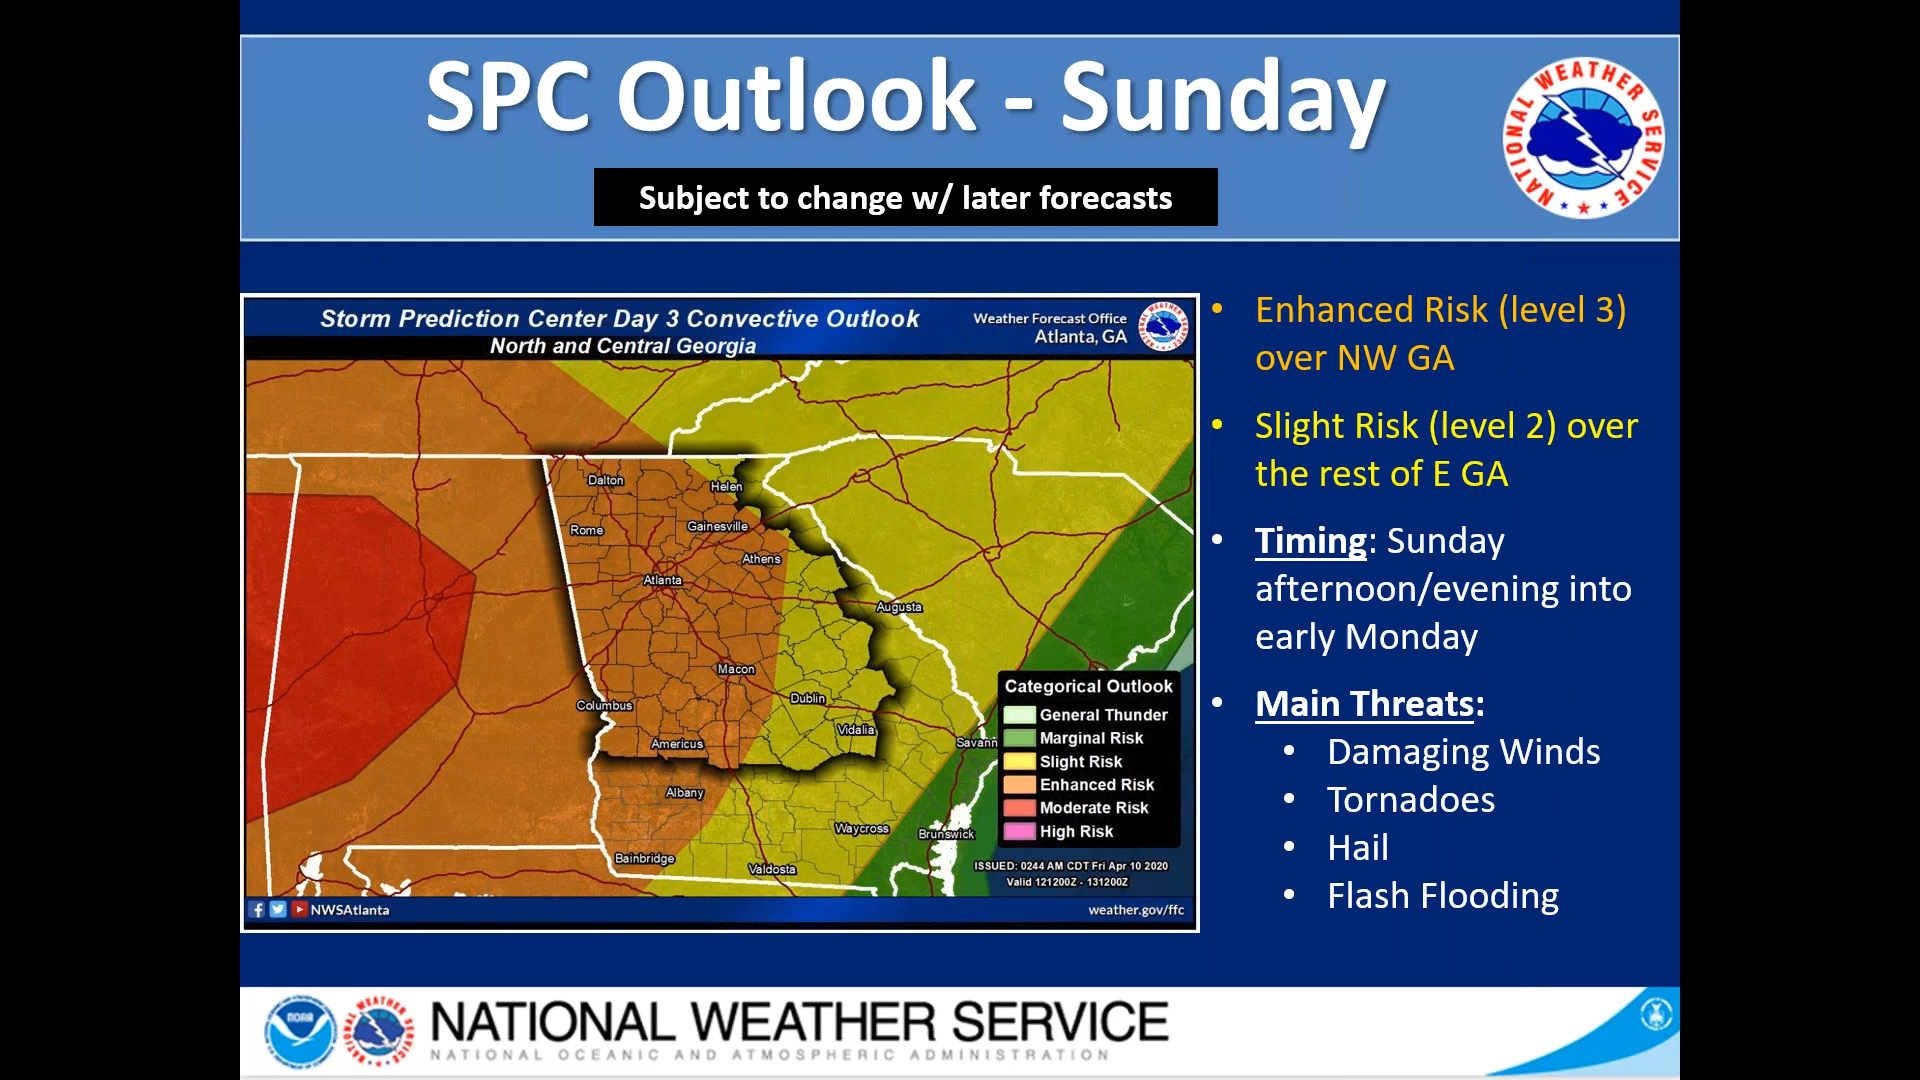 SPC Outlook - Sunday
Subject to change w/ later forecasts
NATIONAL WEATHER SERVICE
Storm Prediction Center Day 3 Convective Outlook
North and Central Georgia
Weather Forecast Office
Atlanta, GA
Dalton
Helen
Rome
Gainesville
Athens
Atlanta
Augusta
Macon
Columbus
Dublin
Vidalia
Americus
Savann
Albany
Waycross
Brunswick
Bainbridge
Valdosta
Categorical Outlook
General Thunder
Marginal Risk
Slight Risk
Enhanced Risk
Moderate Risk
High Risk
ISSUED: 0244 AM CDT Fri Apr 10 2020
Valid 121200Z - 131200Z
NWSAtlanta
weather.gov/ffc
• Enhanced Risk (level 3)
over NW GA
• Slight Risk (level 2) over
the rest of E GA
• Timing: Sunday
afternoon/evening into
early Monday
• Main Threats:
• Damaging Winds
• Tornadoes
• Hail
• Flash Flooding
NOAA
NATIONAL WEATHER SERVICE
NATIONAL OCEANIC AND ATMOSPHERIC ADMINISTRATION